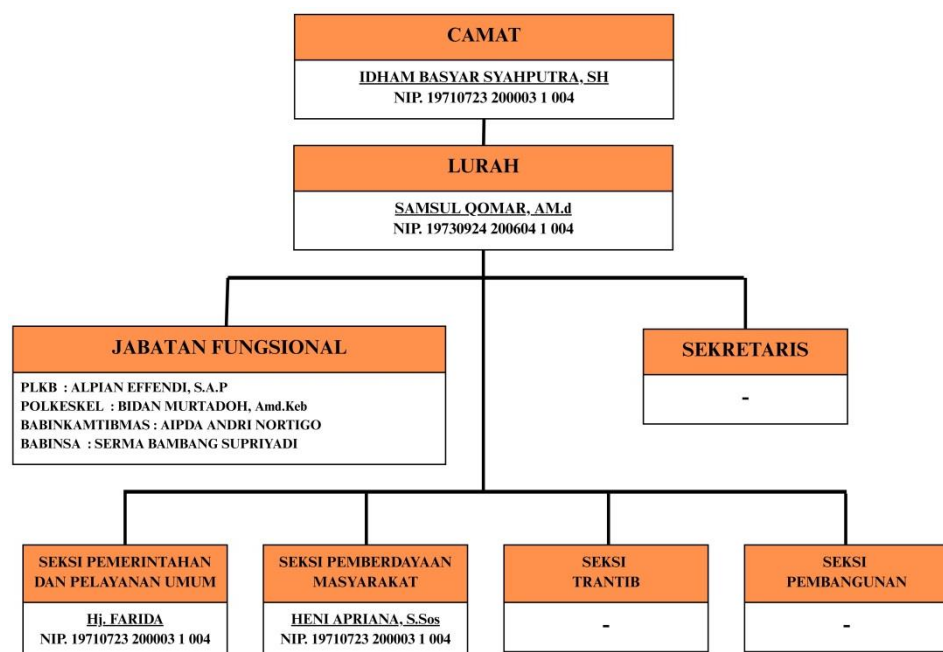 CAMAT
IDHAM BASYAR SYAHPUTRA, SH
NIP. 19710723 200003 1 004
LURAH
SAMSUL QOMAR, AM.d
NIP. 19730924 200604 1 004
JABATAN FUNGSIONAL
PLKB : ALPIAN EFFENDI, S.A.P
POLKESKEL : BIDAN MURTADOH, Amd.Keb
BABINKAMTIBMAS : AIPDA ANDRI NORTIGO
BABINSA : SERMA BAMBANG SUPRIYADI
SEKRETARIS
-
SEKSI PEMERINTAHAN
DAN PELAYANAN UMUM
Hj. FARIDA
NIP. 19710723 200003 1 004
SEKSI PEMBERDAYAAN
MASYARAKAT
HENI APRIANA, S.Sos
NIP. 19710723 200003 1 004
SEKSI
TRANTIB
-
SEKSI
PEMBANGUNAN
-